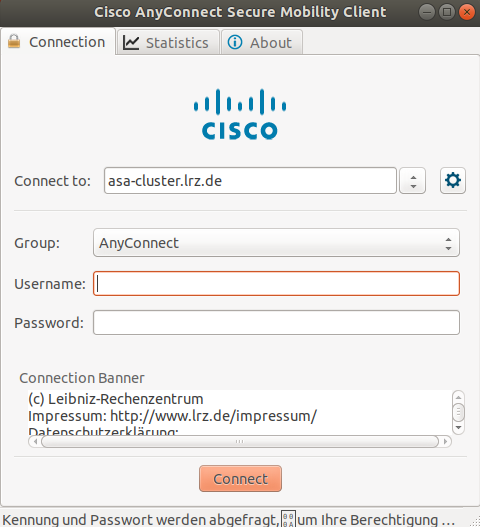 Cisco AnyConnect Secure Mobility Client
Connection Statistics About
CISCO
Connect to: asa-cluster.lrz.de
Group: AnyConnect
Username:
Password:
Connection Banner
(c) Leibniz-Rechenzentrum
Impressum: http://www.lrz.de/impressum/
Datenschutzerklärung:
Connect
Kennung und Passwort werden abgefragt, um Ihre Berechtigung ...